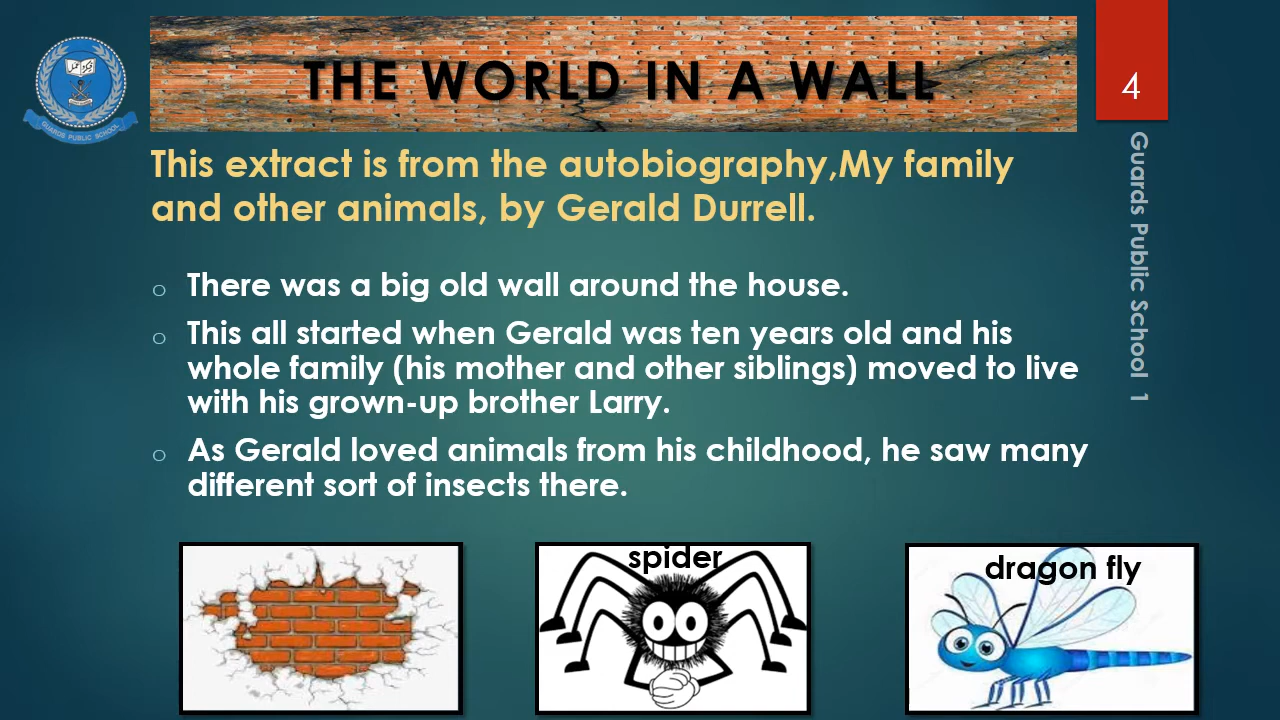 THE WORLD IN A WALL
4
GUARDS PUBLIC SCHOOL
Guards Public School 1
This extract is from the autobiography,My family
and other animals, by Gerald Durrell.
o There was a big old wall around the house.
o This all started when Gerald was ten years old and his
whole family (his mother and other siblings) moved to live
with his grown-up brother Larry.
o As Gerald loved animals from his childhood, he saw many
different sort of insects there.
spider
dragon fly